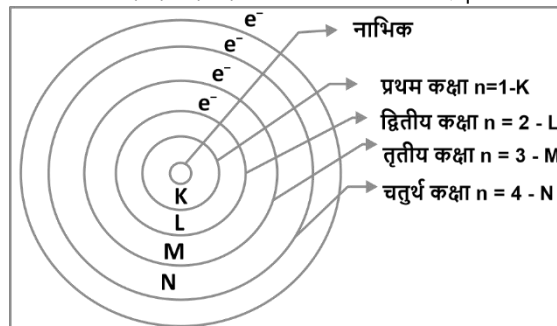 e⁻
नाभिक
e⁻
e⁻
प्रथम कक्षा n=1-K
e⁻
द्वितीय कक्षा n = 2 - L
तृतीय कक्षा n = 3 - M
चतुर्थ कक्षा n = 4 - N
K
L
M
N